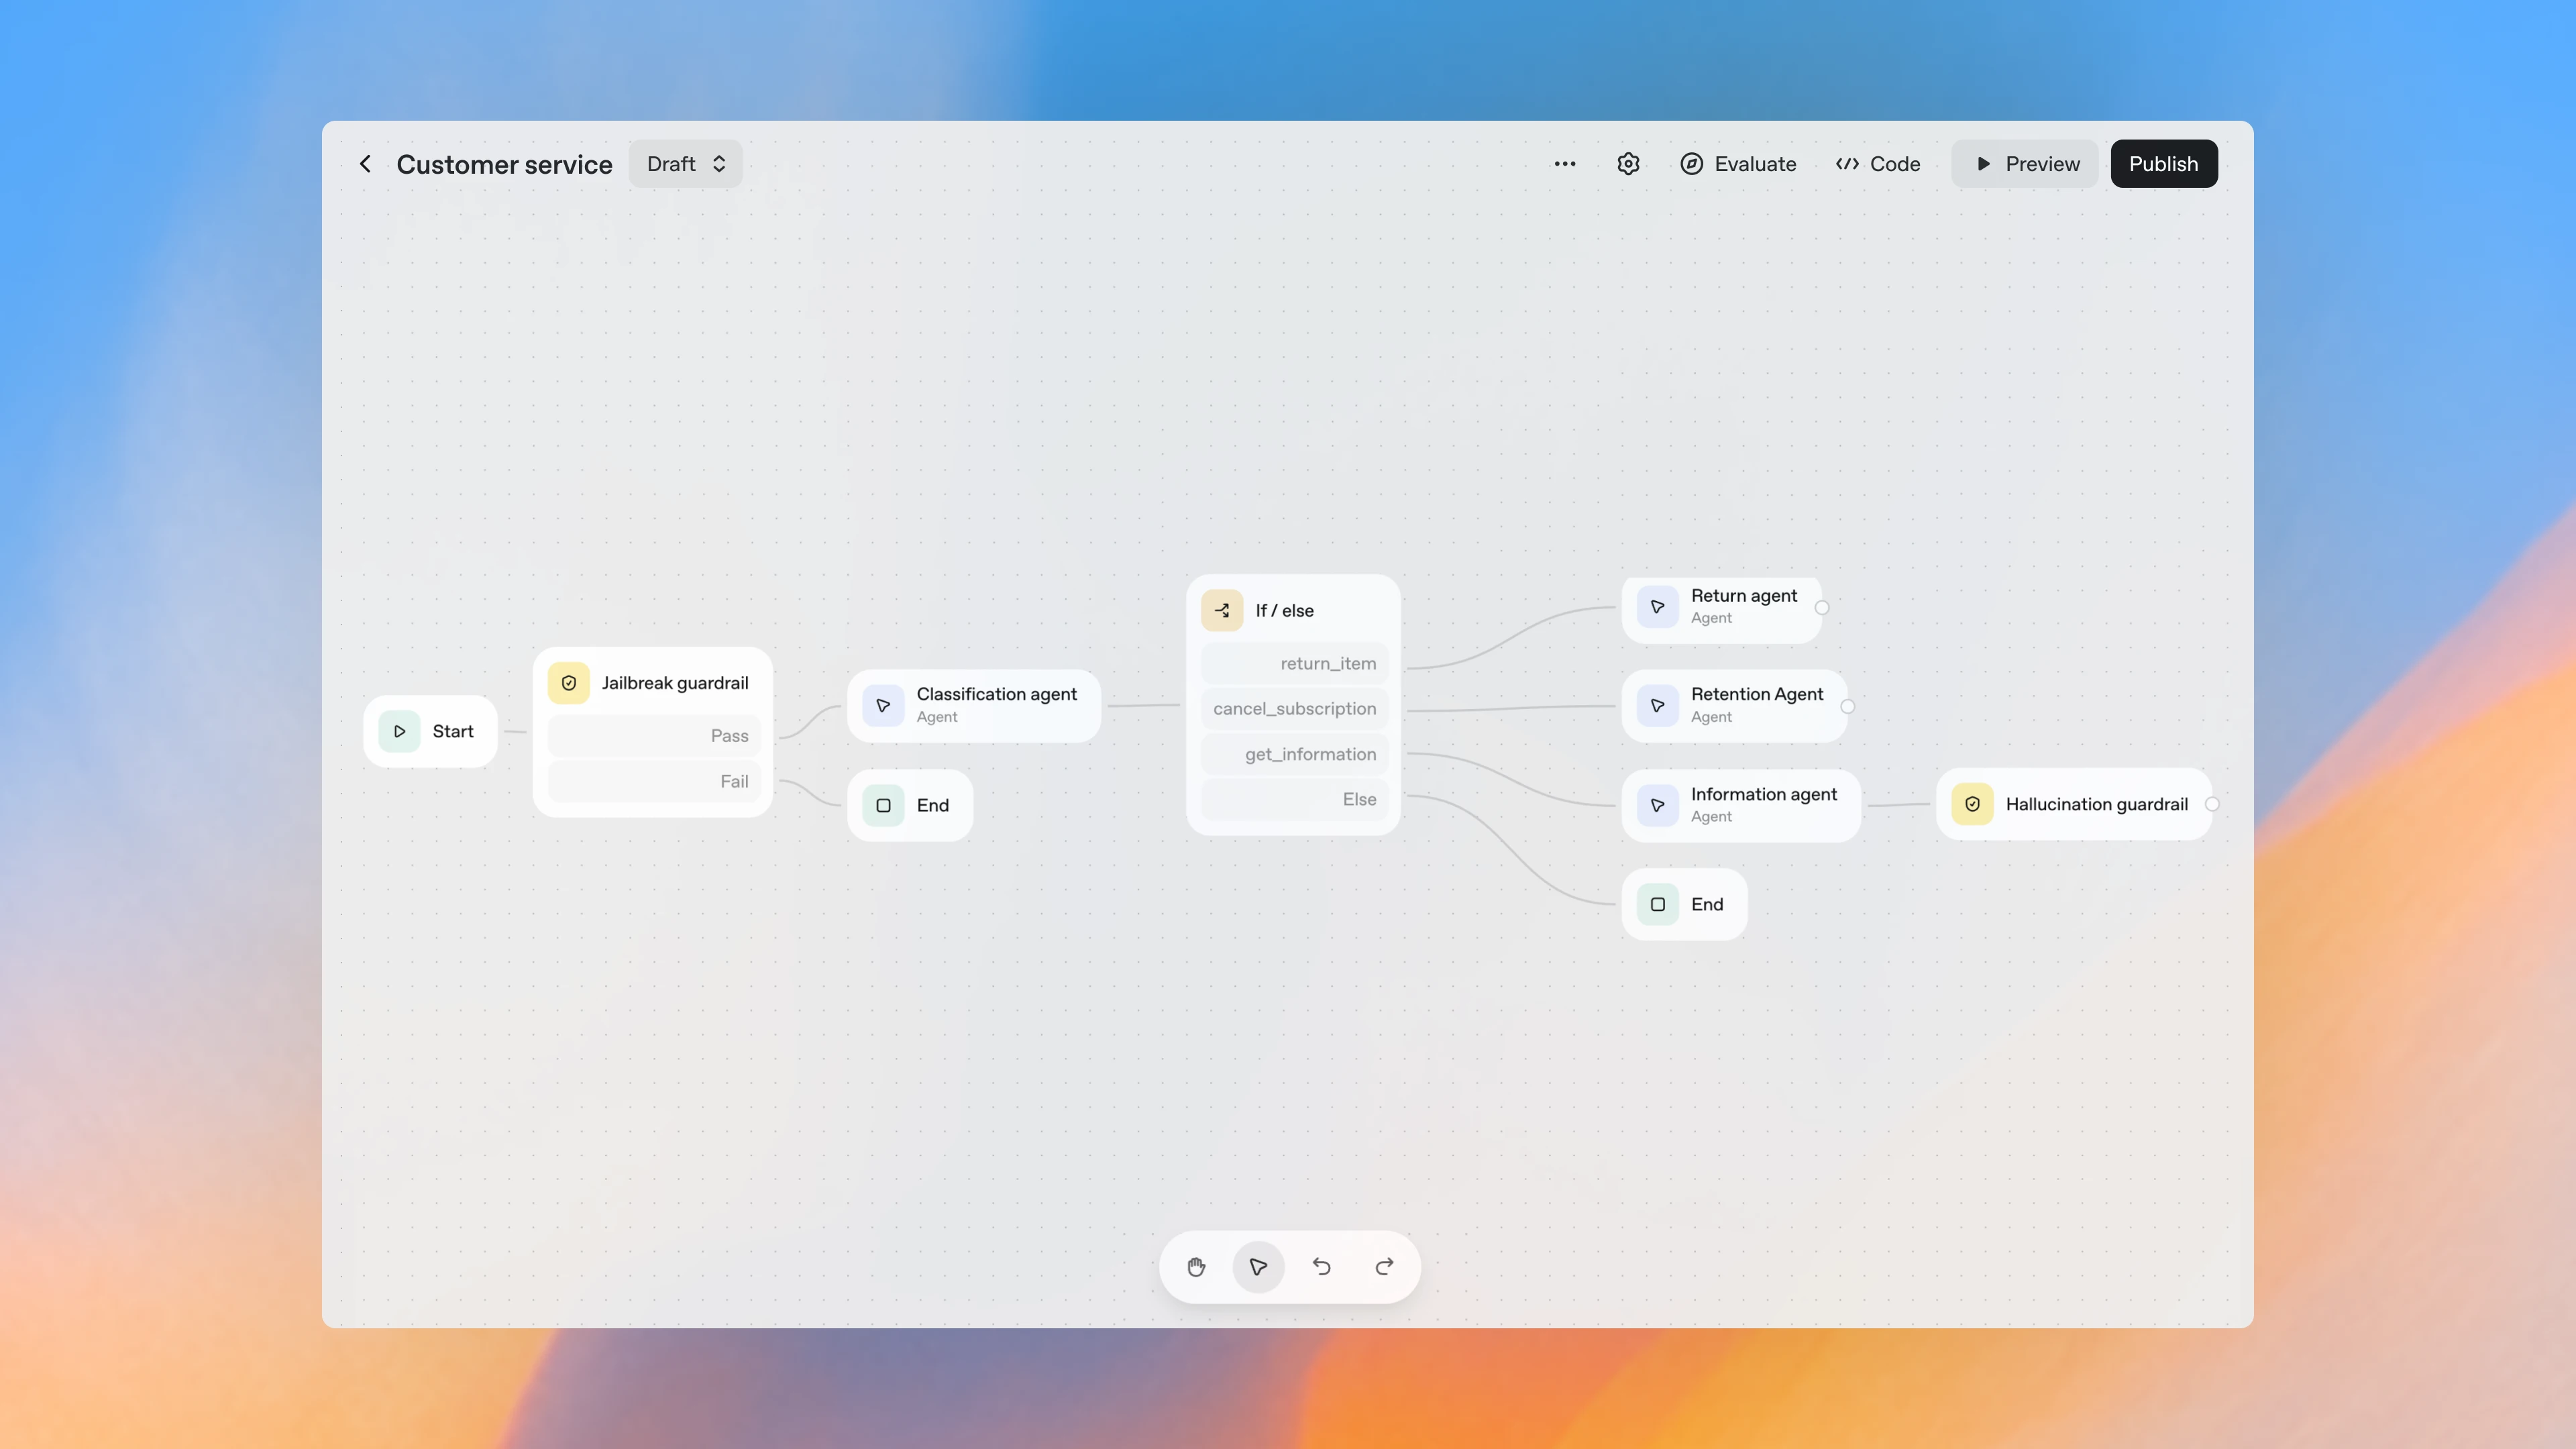 Customer service
Draft
Evaluate
Code
Preview
Publish
Start
Jailbreak guardrail
Pass
Fail
Classification agent
Agent
End
If / else
return_item
cancel_subscription
get_information
Else
Return agent
Agent
Retention Agent
Agent
Information agent
Agent
End
Hallucination guardrail